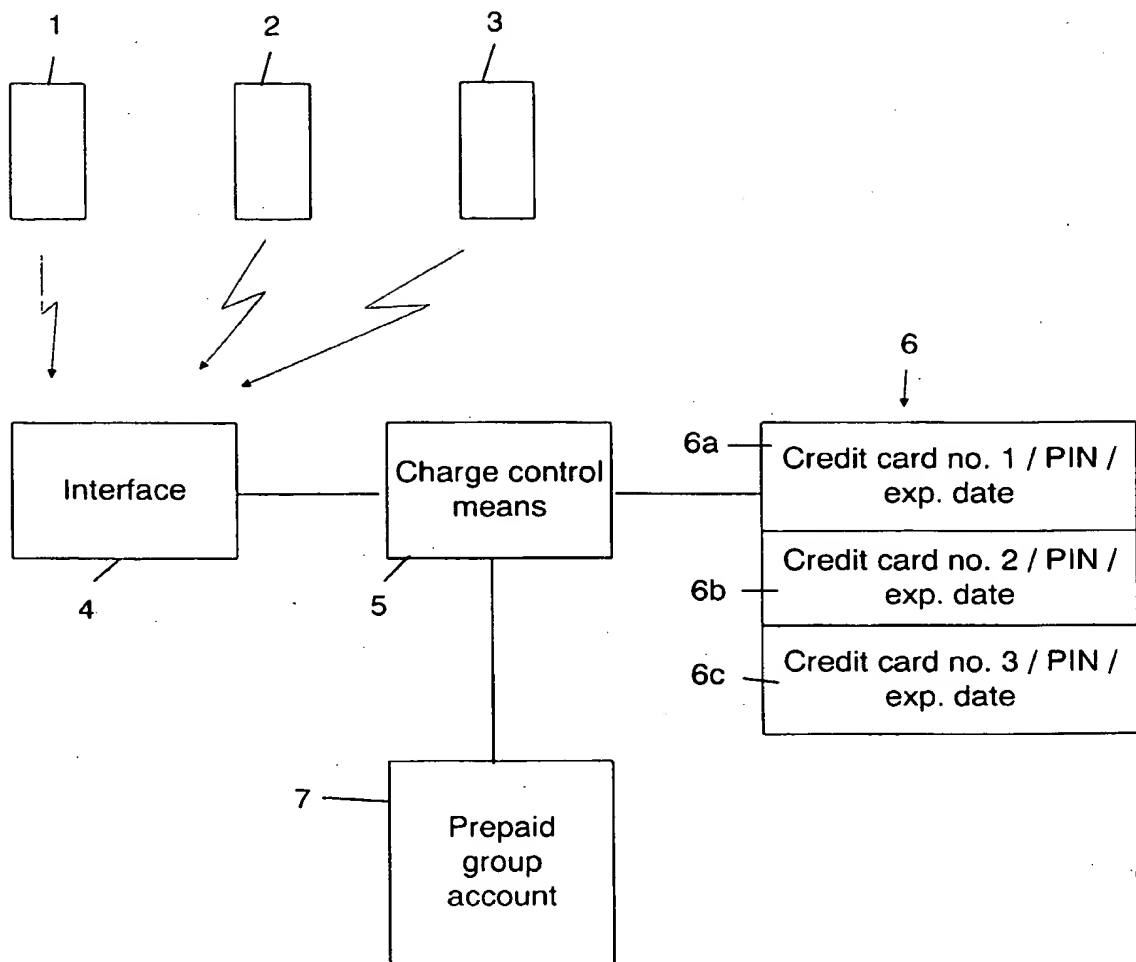 1
2
3
6
6a
Credit card no. 1 / PIN /
exp. date
Interface
Charge control
means
4
5
6b
Credit card no. 2 / PIN /
exp. date
6c
Credit card no. 3 / PIN /
exp. date
7
Prepaid
group
account